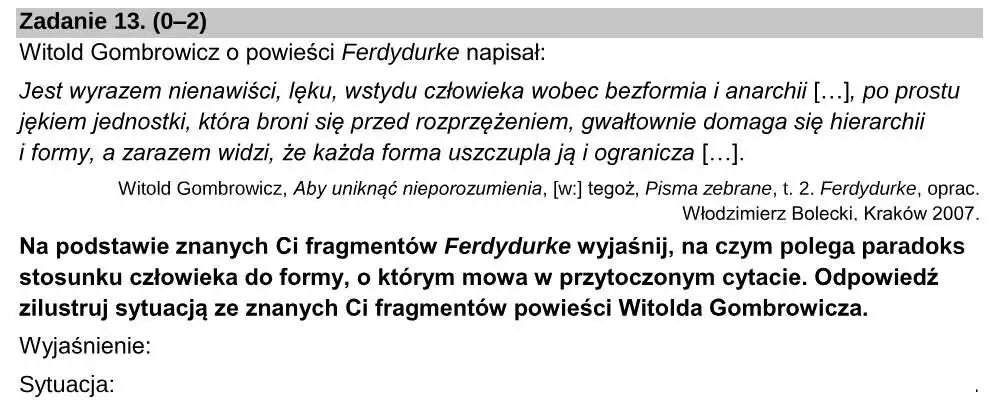 Zadanie 13. (0–2)
Witold Gombrowicz o powieści Ferdydurke napisał:
Jest wyrazem nienawiści, lęku, wstydu człowieka wobec bezformia i anarchii […], po prostu
jękiem jednostki, która broni się przed rozprzężeniem, gwałtownie domaga się hierarchii
i formy, a zarazem widzi, że każda forma uszczupla ją i ogranicza […].
Witold Gombrowicz, Aby uniknąć nieporozumienia, [w:] tegoż, Pisma zebrane, t. 2. Ferdydurke, oprac.
Włodzimierz Bolecki, Kraków 2007.
Na podstawie znanych Ci fragmentów Ferdydurke wyjaśnij, na czym polega paradoks
stosunku człowieka do formy, o którym mowa w przytoczonym cytacie. Odpowiedź
zilustruj sytuacją ze znanych Ci fragmentów powieści Witolda Gombrowicza.
Wyjaśnienie:
Sytuacja: .